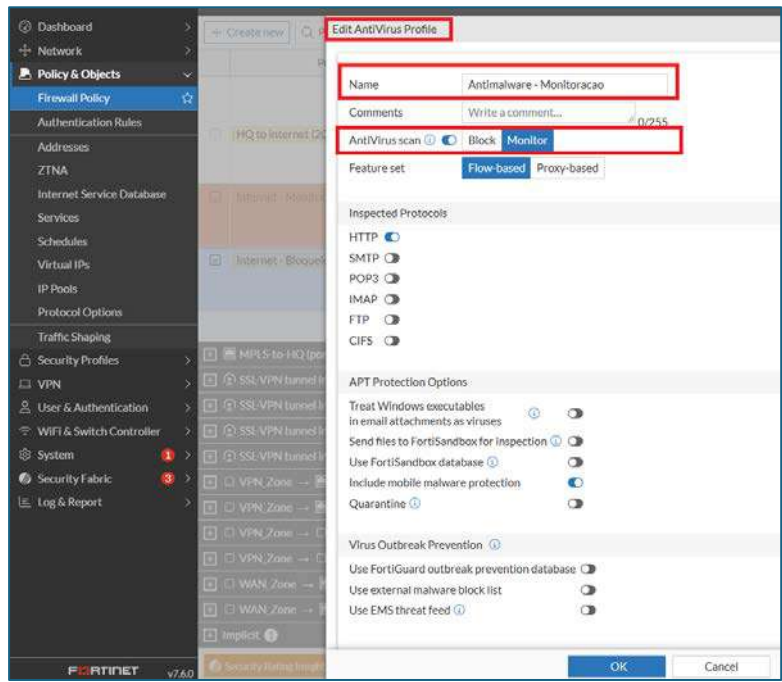 Dashboard
Network
Policy & Objects
Firewall Policy
Authentication Rules
Addresses
ZTNA
Internet Service Database
Services
Schedules
Virtual IPs
IP Pools
Protocol Options
Traffic Shaping
Security Profiles
VPN
User & Authentication
WiFi & Switch Controller
System 1
Security Fabric 3
Log & Report
FORTINET v7.6.0
+ Create new
HQ to Internet
Internet - 
Internet - Bloqueio
MPLS-to-HQ
SSL-VPN tunnel
SSL-VPN tunnel
SSL-VPN tunnel
SSL-VPN tunnel
VPN_Zone →
VPN_Zone →
VPN_Zone →
VPN_Zone →
WAN_Zone →
WAN_Zone →
Implicit
Security Rating
Edit AntiVirus Profile
Name Antimalware - Monitoracao
Comments Write a comment... 0/255
AntiVirus scan Block Monitor
Feature set Flow-based Proxy-based
Inspected Protocols
HTTP
SMTP
POP3
IMAP
FTP
CIFS
APT Protection Options
Treat Windows executables
in email attachments as viruses
Send files to FortiSandbox for inspection
Use FortiSandbox database
Include mobile malware protection
Quarantine
Virus Outbreak Prevention
Use FortiGuard outbreak prevention database
Use external malware block list
Use EMS threat feed
OK Cancel